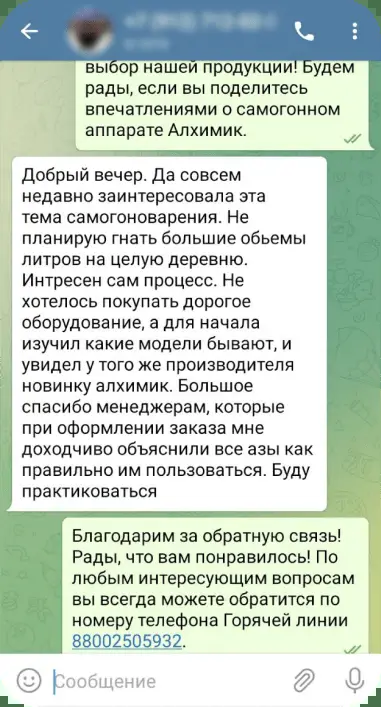 выбор нашей продукции! Будем
рады, если вы поделитесь
впечатлениями о самогонном
аппарате Алхимик.
Добрый вечер. Да совсем
недавно заинтересовала эта
тема самогоноварения. Не
планирую гнать большие обьемы
литров на целую деревню.
Интресен сам процесс. Не
хотелось покупать дорогое
оборудование, а для начала
изучил какие модели бывают, и
увидел у того же производителя
новинку алхимик. Большое
спасибо менеджерам, которые
при оформлении заказа мне
доходчиво объяснили все азы как
правильно им пользоваться. Буду
практиковаться
Благодарим за обратную связь!
Рады, что вам понравилось! По
любым интересующим вопросам
вы всегда можете обратится по
номеру телефона Горячей линии
88002505932.
Сообщение